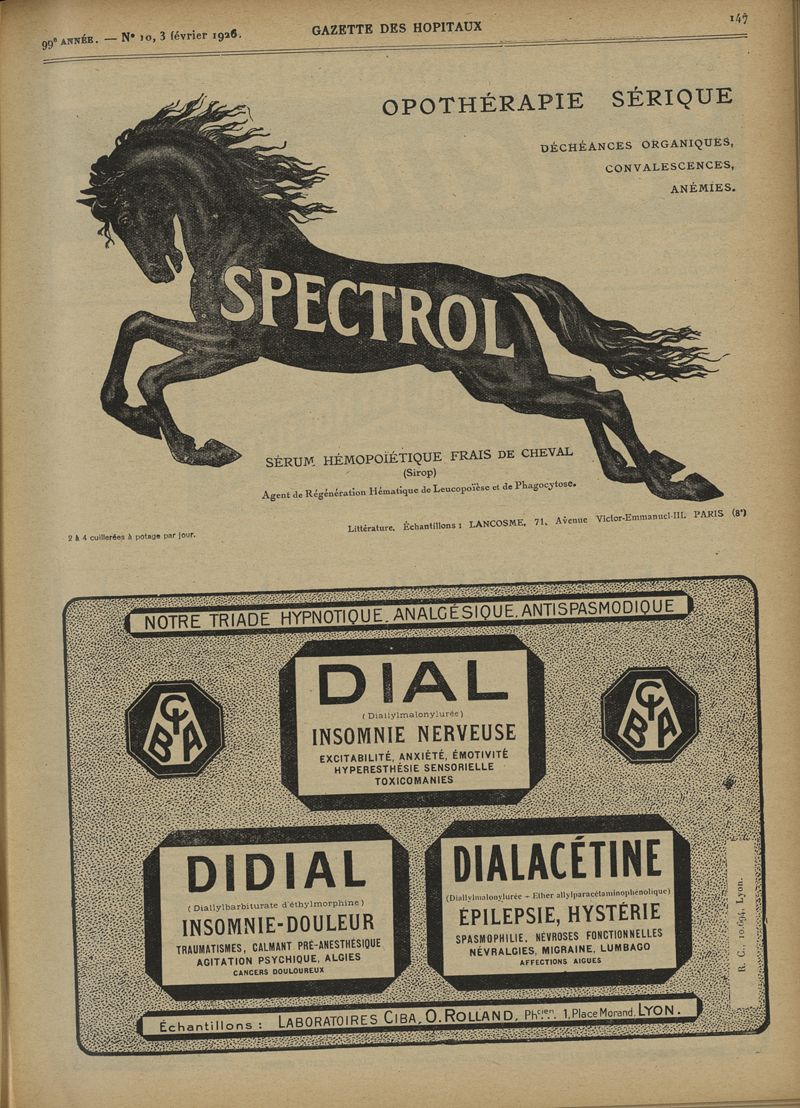 99e ANNÉE. — N° 10, 3 février 1926.
GAZETTE DES HOPITAUX
147
OPOTHÉRAPIE SÉRIQUE
DÉCHÉANCES ORGANIQUES,
CONVALESCENCES,
ANÉMIES.
SPECTROL
SÉRUM HÉMOPOÏÉTIQUE FRAIS DE CHEVAL
(Sirop)
Agent de Régénération Hématique de Leucopoïèse et de Phagocytose.
Littérature, Échantillons : LANCOSME, 71, Avenue Victor-Emmanuel-III. PARIS (8e)
2 à 4 cuillerées à potage par jour.
NOTRE TRIADE HYPNOTIQUE. ANALGÉSIQUE. ANTISPASMODIQUE
CIBA
CIBA
DIAL
(Diallylmalonylurée)
INSOMNIE NERVEUSE
EXCITABILITÉ, ANXIÉTÉ, ÉMOTIVITÉ
HYPERESTHÉSIE SENSORIELLE
TOXICOMANIES
DIDIAL
(Diallylbarbiturate d'éthylmorphine)
INSOMNIE-DOULEUR
TRAUMATISMES, CALMANT PRÉ-ANESTHÉSIQUE
AGITATION PSYCHIQUE, ALGIES
CANCERS DOULOUREUX
DIALACÉTINE
(Diallylmalonylurée + Ether allylparacétaminophénolique)
ÉPILEPSIE, HYSTÉRIE
SPASMOPHILIE, NÉVROSES FONCTIONNELLES
NÉVRALGIES, MIGRAINE, LUMBAGO
AFFECTIONS AIGUES
R. C., 10.694, Lyon.
Échantillons : LABORATOIRES CIBA, O. ROLLAND, Phcien. 1, Place Morand. LYON.